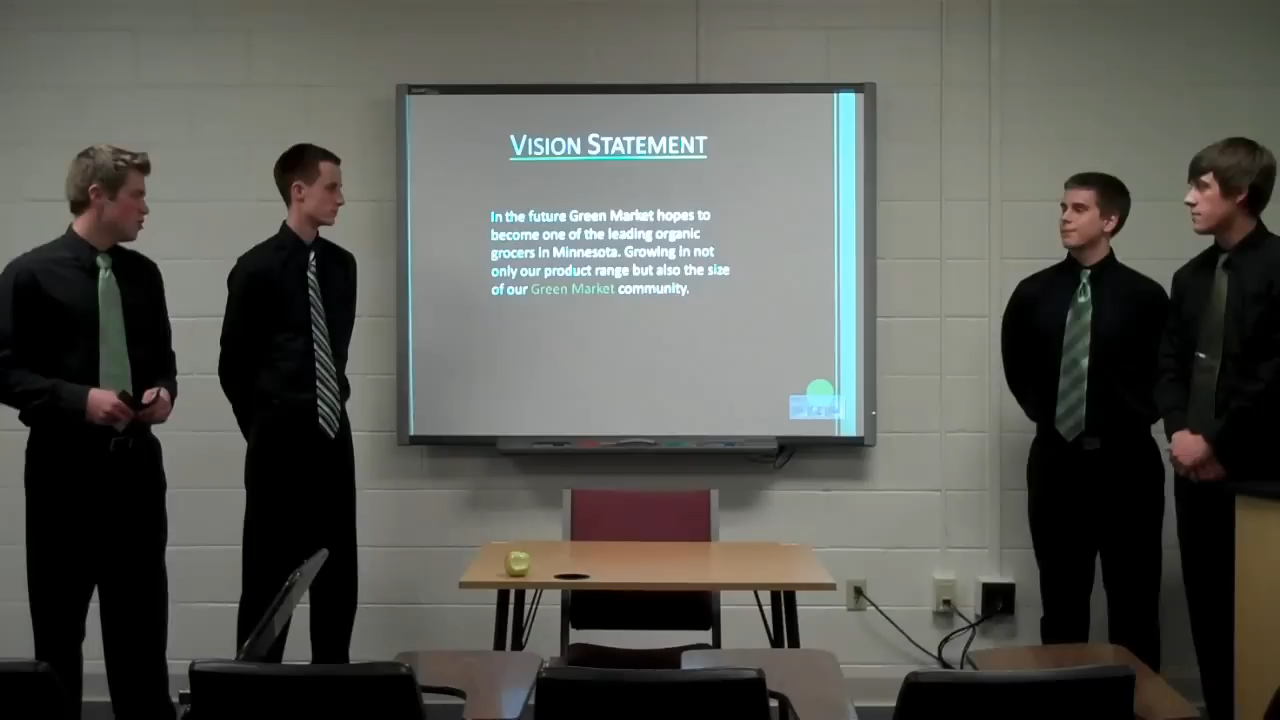 VISION STATEMENT
In the future Green Market hopes to
become one of the leading organic
grocers in Minnesota. Growing in not
only our product range but also the size
of our Green Market community.